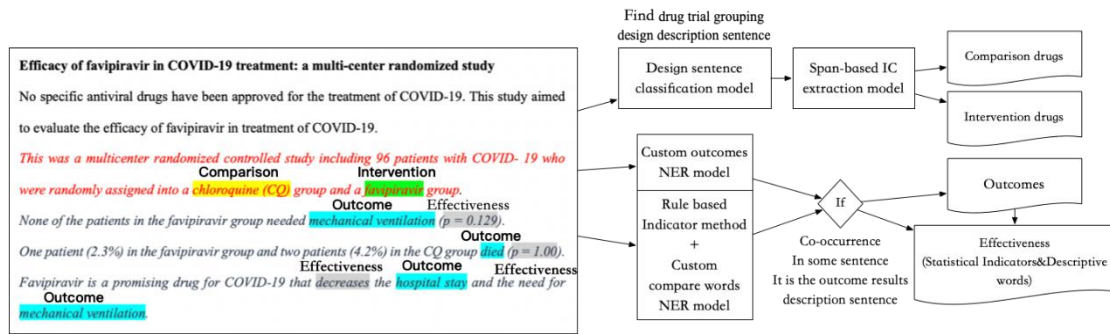 Efficacy of favipiravir in COVID-19 treatment: a multi-center randomized study
No specific antiviral drugs have been approved for the treatment of COVID-19. This study aimed
to evaluate the efficacy of favipiravir in treatment of COVID-19.
This was a multicenter randomized controlled study including 96 patients with COVID- 19 who
Comparison Intervention
were randomly assigned into a chloroquine (CQ) group and a favipiravir group.
Outcome Effectiveness
None of the patients in the favipiravir group needed mechanical ventilation (p = 0.129).
Outcome
One patient (2.3%) in the favipiravir group and two patients (4.2%) in the CQ group died (p = 1.00).
Effectiveness Outcome Effectiveness
Favipiravir is a promising drug for COVID-19 that decreases the hospital stay and the need for
Outcome
mechanical ventilation.
Find drug trial grouping
design description sentence
Design sentence
classification model
Span-based IC
extraction model
Comparison drugs
Intervention drugs
Custom outcomes
NER model
Rule based
Indicator method
+
Custom
compare words
NER model
If
Co-occurrence
In some sentence
It is the outcome results
description sentence
Outcomes
Effectiveness
(Statistical Indicators&Descriptive
words)